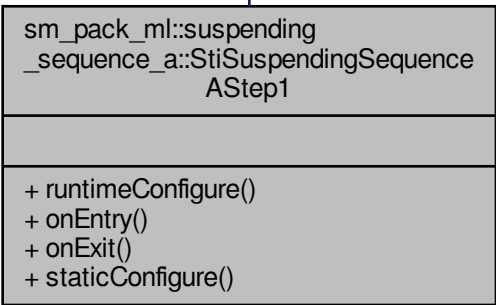 sm_pack_ml::suspending
_sequence_a::StiSuspendingSequence
AStep1
+ runtimeConfigure()
+ onEntry()
+ onExit()
+ staticConfigure()